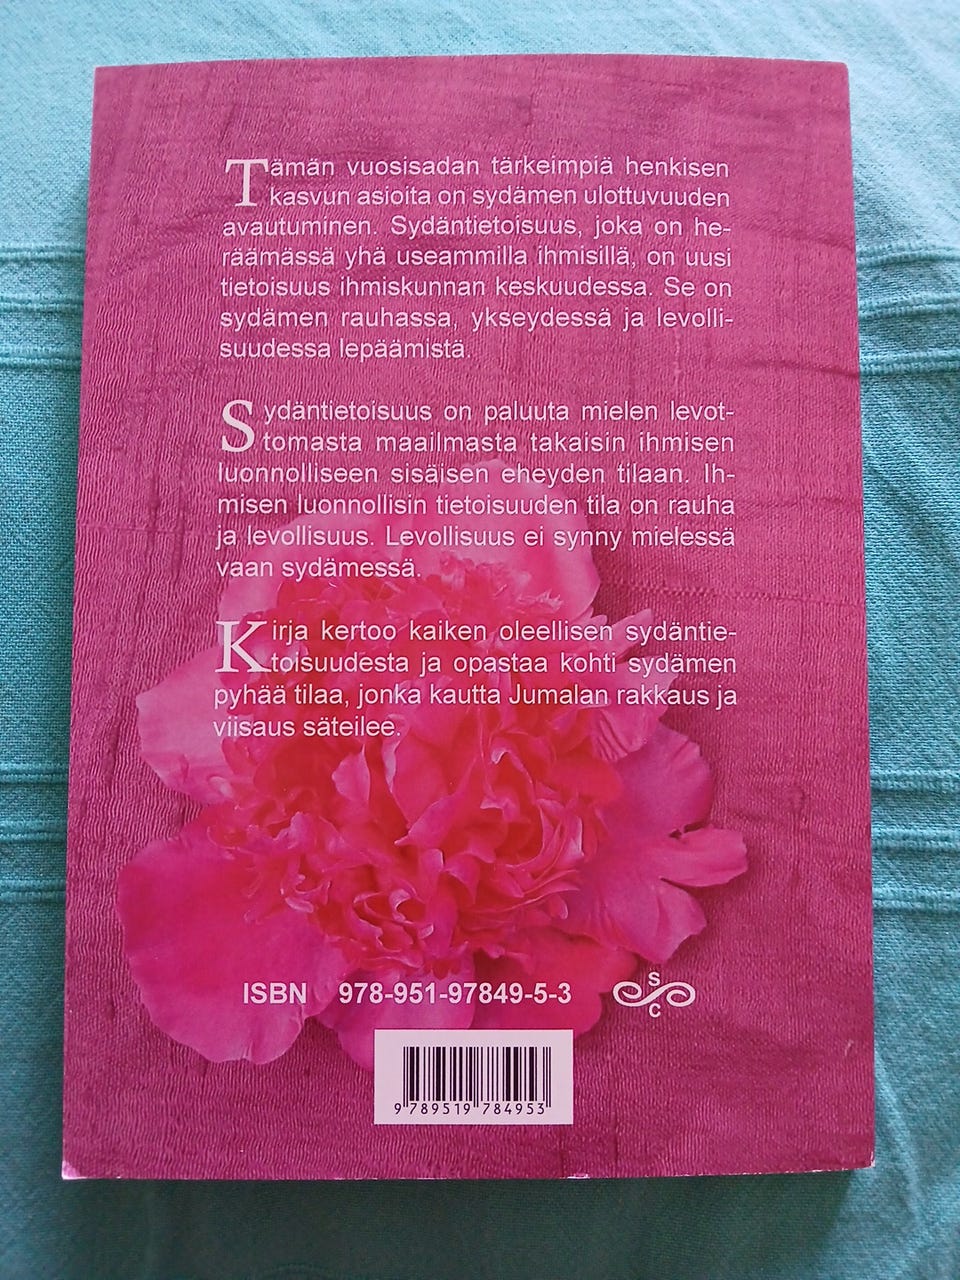 Tämän vuosisadan tärkeimpiä henkisen
kasvun asioita on sydämen ulottuvuuden
avautuminen. Sydäntietoisuus, joka on he-
räämässä yhä useammilla ihmisillä, on uusi
tietoisuus ihmiskunnan keskuudessa. Se on
sydämen rauhassa, ykseydessä ja levolli-
suudessa lepäämistä.
Sydäntietoisuus on paluuta mielen levot-
tomasta maailmasta takaisin ihmisen
luonnolliseen sisäisen eheyden tilaan. Ih-
misen luonnollisin tietoisuuden tila on rauha
ja levollisuus. Levollisuus ei synny mielessä
vaan sydämessä.
Kirja kertoo kaiken oleellisen sydäntie-
toisuudesta ja opastaa kohti sydämen
pyhää tilaa, jonka kautta Jumalan rakkaus ja
viisaus säteilee.
ISBN 978-951-97849-5-3
S
C
9 789519 784953